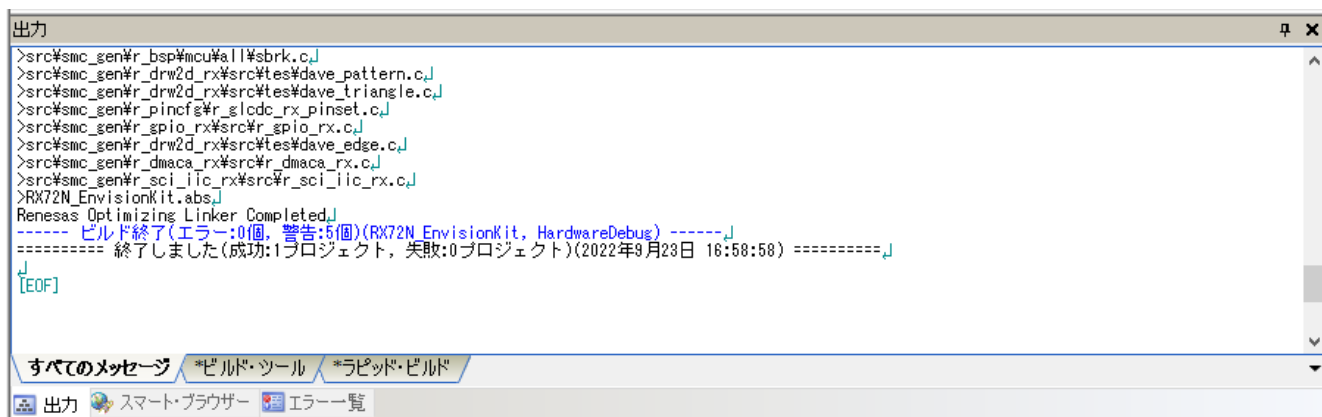 出力
>src¥smc_gen¥r_bsp¥mcu¥all¥sbrk.c↲
>src¥smc_gen¥r_drw2d_rx¥src¥tes¥dave_pattern.c↲
>src¥smc_gen¥r_drw2d_rx¥src¥tes¥dave_triangle.c↲
>src¥smc_gen¥r_pincfg¥r_glcdc_rx_pinset.c↲
>src¥smc_gen¥r_gpio_rx¥src¥r_gpio_rx.c↲
>src¥smc_gen¥r_drw2d_rx¥src¥tes¥dave_edge.c↲
>src¥smc_gen¥r_dmaca_rx¥src¥r_dmaca_rx.c↲
>src¥smc_gen¥r_sci_iic_rx¥src¥r_sci_iic_rx.c↲
>RX72N_EnvisionKit.abs↲
Renesas Optimizing Linker Completed↲
------ ビルド終了(エラー:0個, 警告:5個)(RX72N_EnvisionKit, HardwareDebug) ------↲
========== 終了しました(成功:1プロジェクト, 失敗:0プロジェクト)(2022年9月23日 16:58:58) ==========↲
↲
[EOF]
すべてのメッセージ *ビルド・ツール *ラピッド・ビルド
出力 スマート・ブラウザー エラー一覧